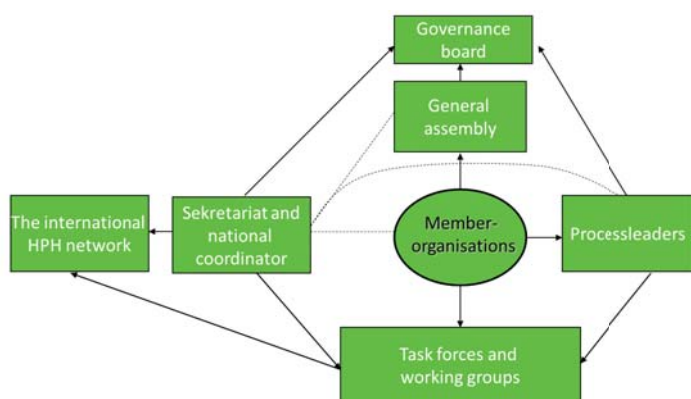 Governance
board
General
assembly
The international
HPH network
Sekretariat and
national
coordinator
Member-
organisations
Processleaders
Task forces and
working groups